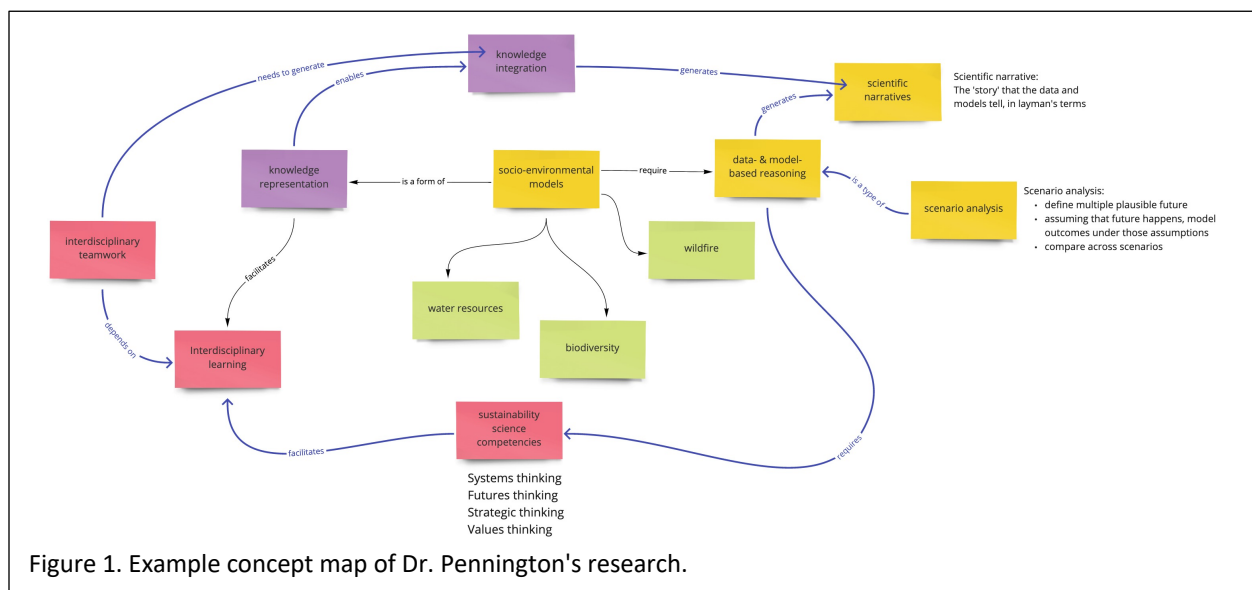 knowledge
integration
needs to generate
enables
generates
scientific
narratives
Scientific narrative:
The 'story' that the data and
models tell, in layman's terms
generates
knowledge
representation
is a form of
socio-environmental
models
require
data- & model-
based reasoning
is a type of
scenario analysis
Scenario analysis:
• define multiple plausible future
• assuming that future happens, model
outcomes under those assumptions
• compare across scenarios
interdisciplinary
teamwork
facilitates
wildfire
water resources
depends on
Interdisciplinary
learning
biodiversity
sustainability
science
competencies
facilitates
requires
Systems thinking
Futures thinking
Strategic thinking
Values thinking
Figure 1. Example concept map of Dr. Pennington's research.